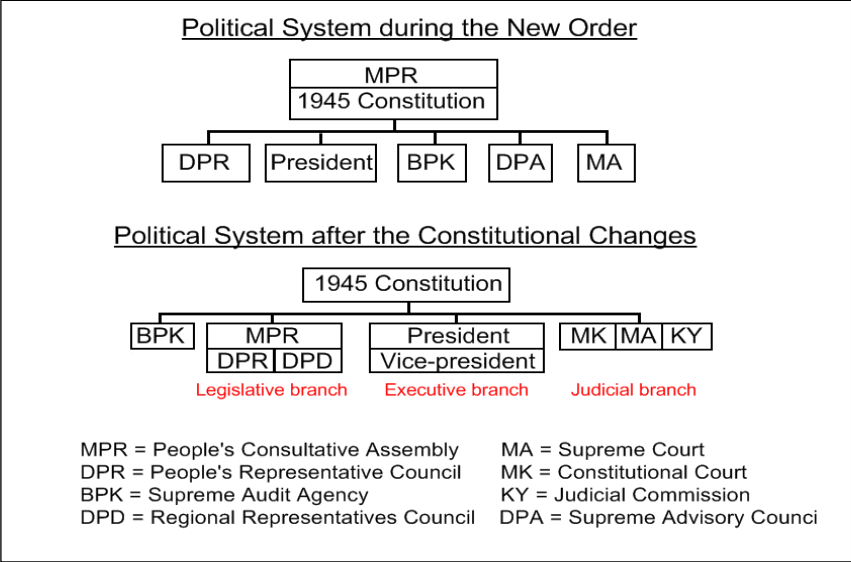 Political System during the New Order
MPR
1945 Constitution
DPR President BPK DPA MA
Political System after the Constitutional Changes
1945 Constitution
BPK MPR President MK MA KY
DPR DPD Vice-president
Legislative branch Executive branch Judicial branch
MPR = People's Consultative Assembly MA = Supreme Court
DPR = People's Representative Council MK = Constitutional Court
BPK = Supreme Audit Agency KY = Judicial Commission
DPD = Regional Representatives Council DPA = Supreme Advisory Counci